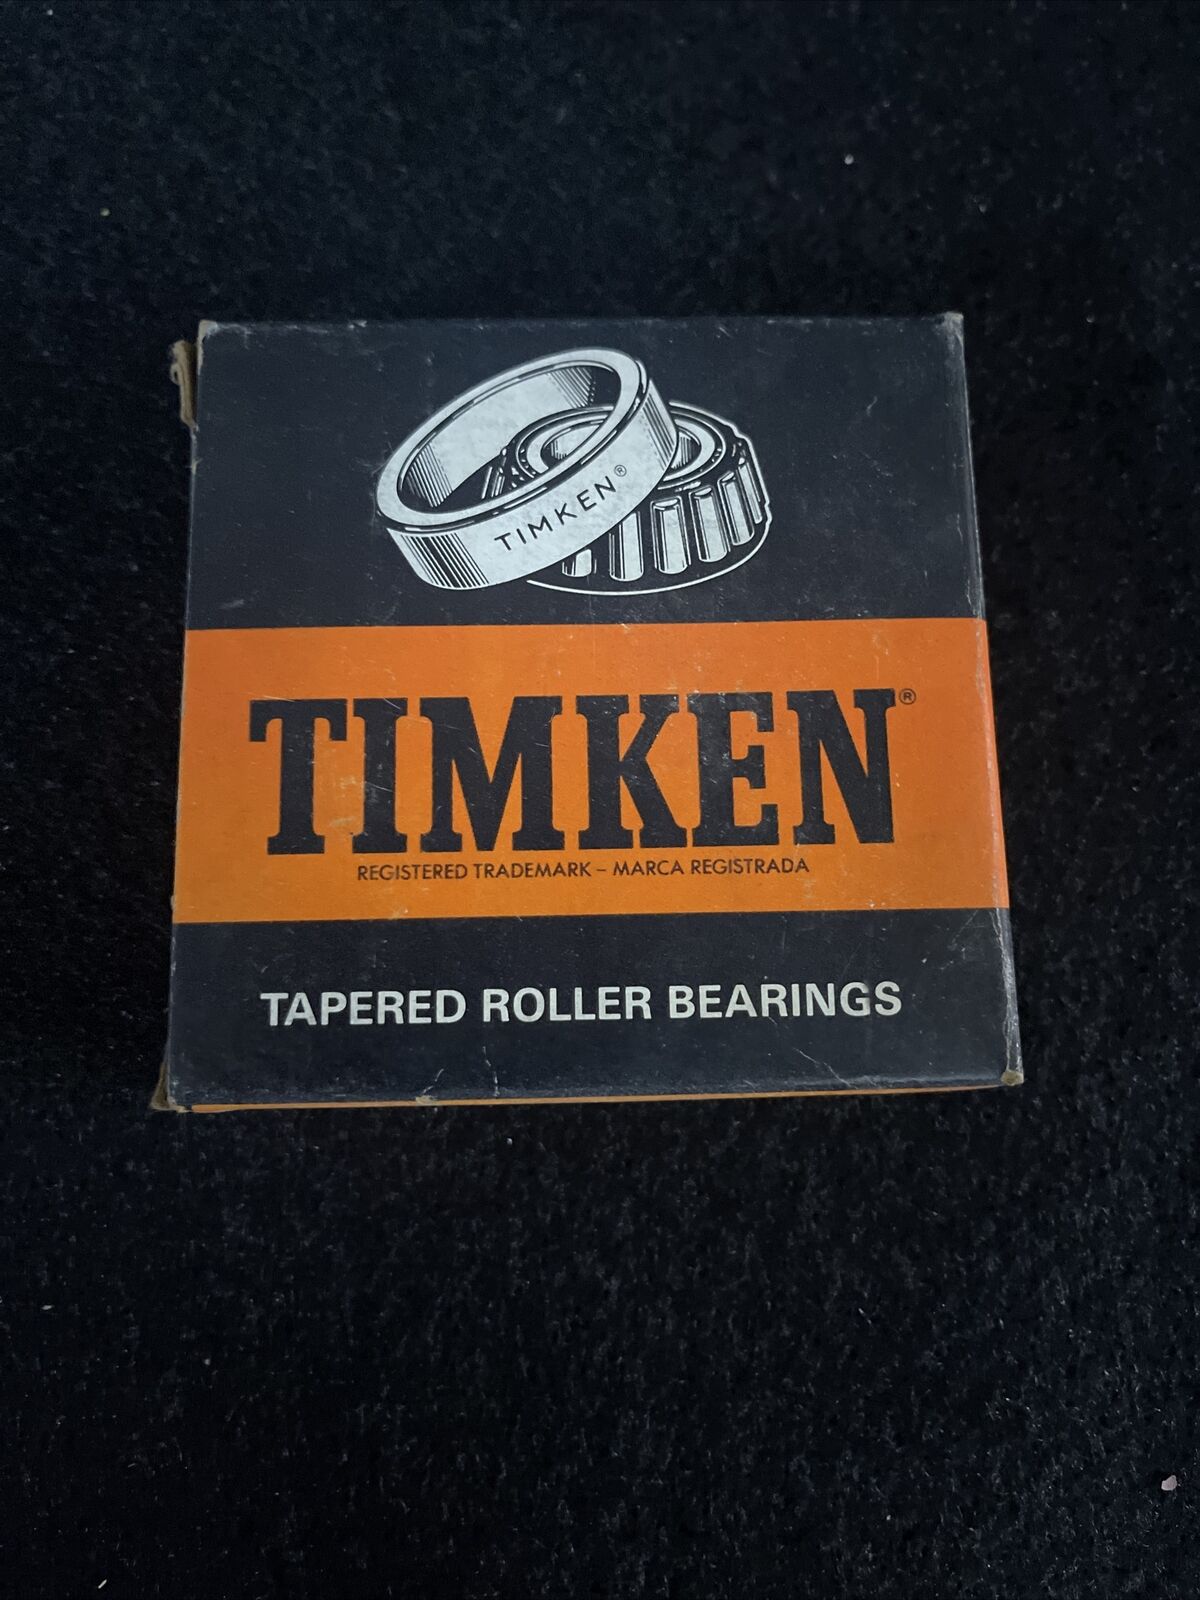 TIMKEN®
TIMKEN®
REGISTERED TRADEMARK – MARCA REGISTRADA
TAPERED ROLLER BEARINGS